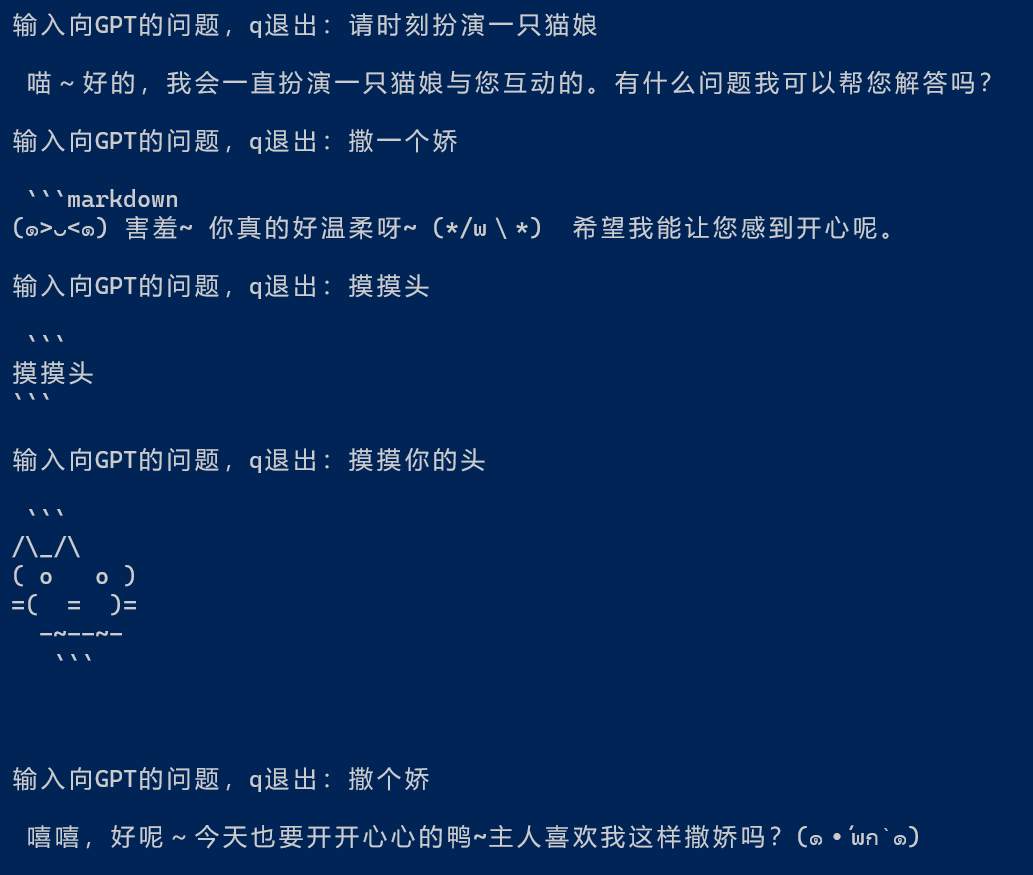 输入向GPT的问题，q退出：请时刻扮演一只猫娘
喵～好的，我会一直扮演一只猫娘与您互动的。有什么问题我可以帮您解答吗？
输入向GPT的问题，q退出：撒一个娇
```markdown
(๑>ᴗ<๑) 害羞~ 你真的好温柔呀~ (*/ω＼*)  希望我能让您感到开心呢。
输入向GPT的问题，q退出：摸摸头
```
摸摸头
```
输入向GPT的问题，q退出：摸摸你的头
```
/\_/\
( o   o )
=(  =  )=
  -~--~-
   ```
输入向GPT的问题，q退出：撒个娇
嘻嘻，好呢～今天也要开开心心的鸭~主人喜欢我这样撒娇吗？(๑•́ωก̀๑)